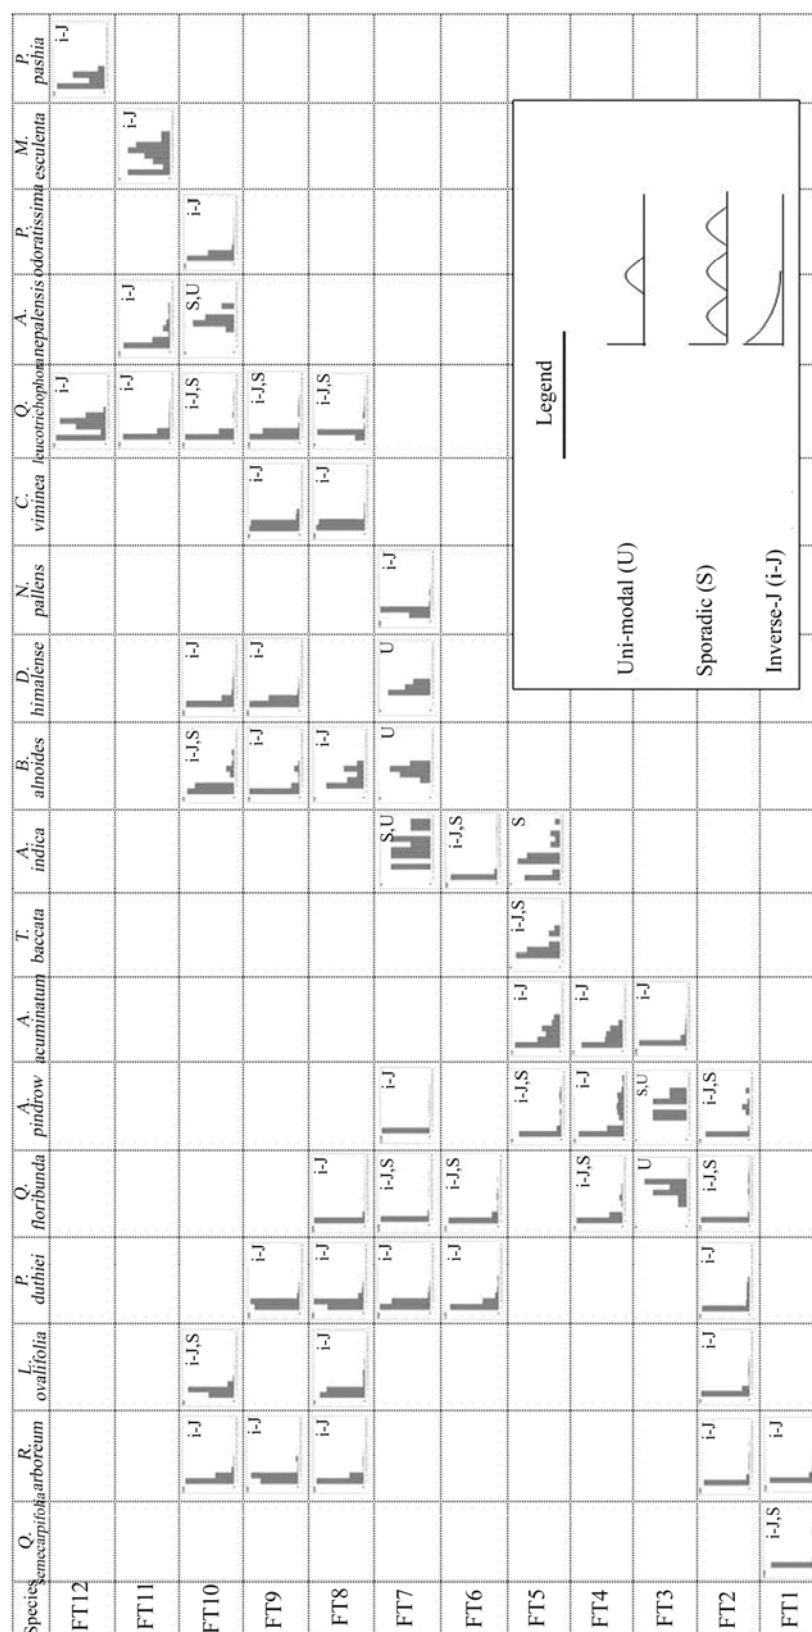 Species Q. R. L. P. Q. A. A. T. A. B. D. N. C. Q. A. P. M. P.
semecarpifolia arboreum ovalifolia duthiei floribunda pindrow acuminatum baccata indica alnoides himalense pallens viminea leucotrichophora nepalensis odoratissima esculenta pashia
FT12 i-J i-J
FT11 i-J i-J i-J
FT10 i-J i-J,S i-J,S i-J i-J,S S,U i-J
FT9 i-J i-J i-J i-J i-J i-J,S
FT8 i-J i-J i-J i-J i-J i-J i-J,S
FT7 i-J i-J,S i-J S,U U U i-J
FT6 i-J i-J,S i-J,S
FT5 i-J,S i-J i-J,S S
FT4 i-J,S i-J i-J
FT3 U S,U i-J
FT2 i-J i-J i-J i-J,S i-J,S
FT1 i-J,S i-J
Legend
Uni-modal (U)
Sporadic (S)
Inverse-J (i-J)